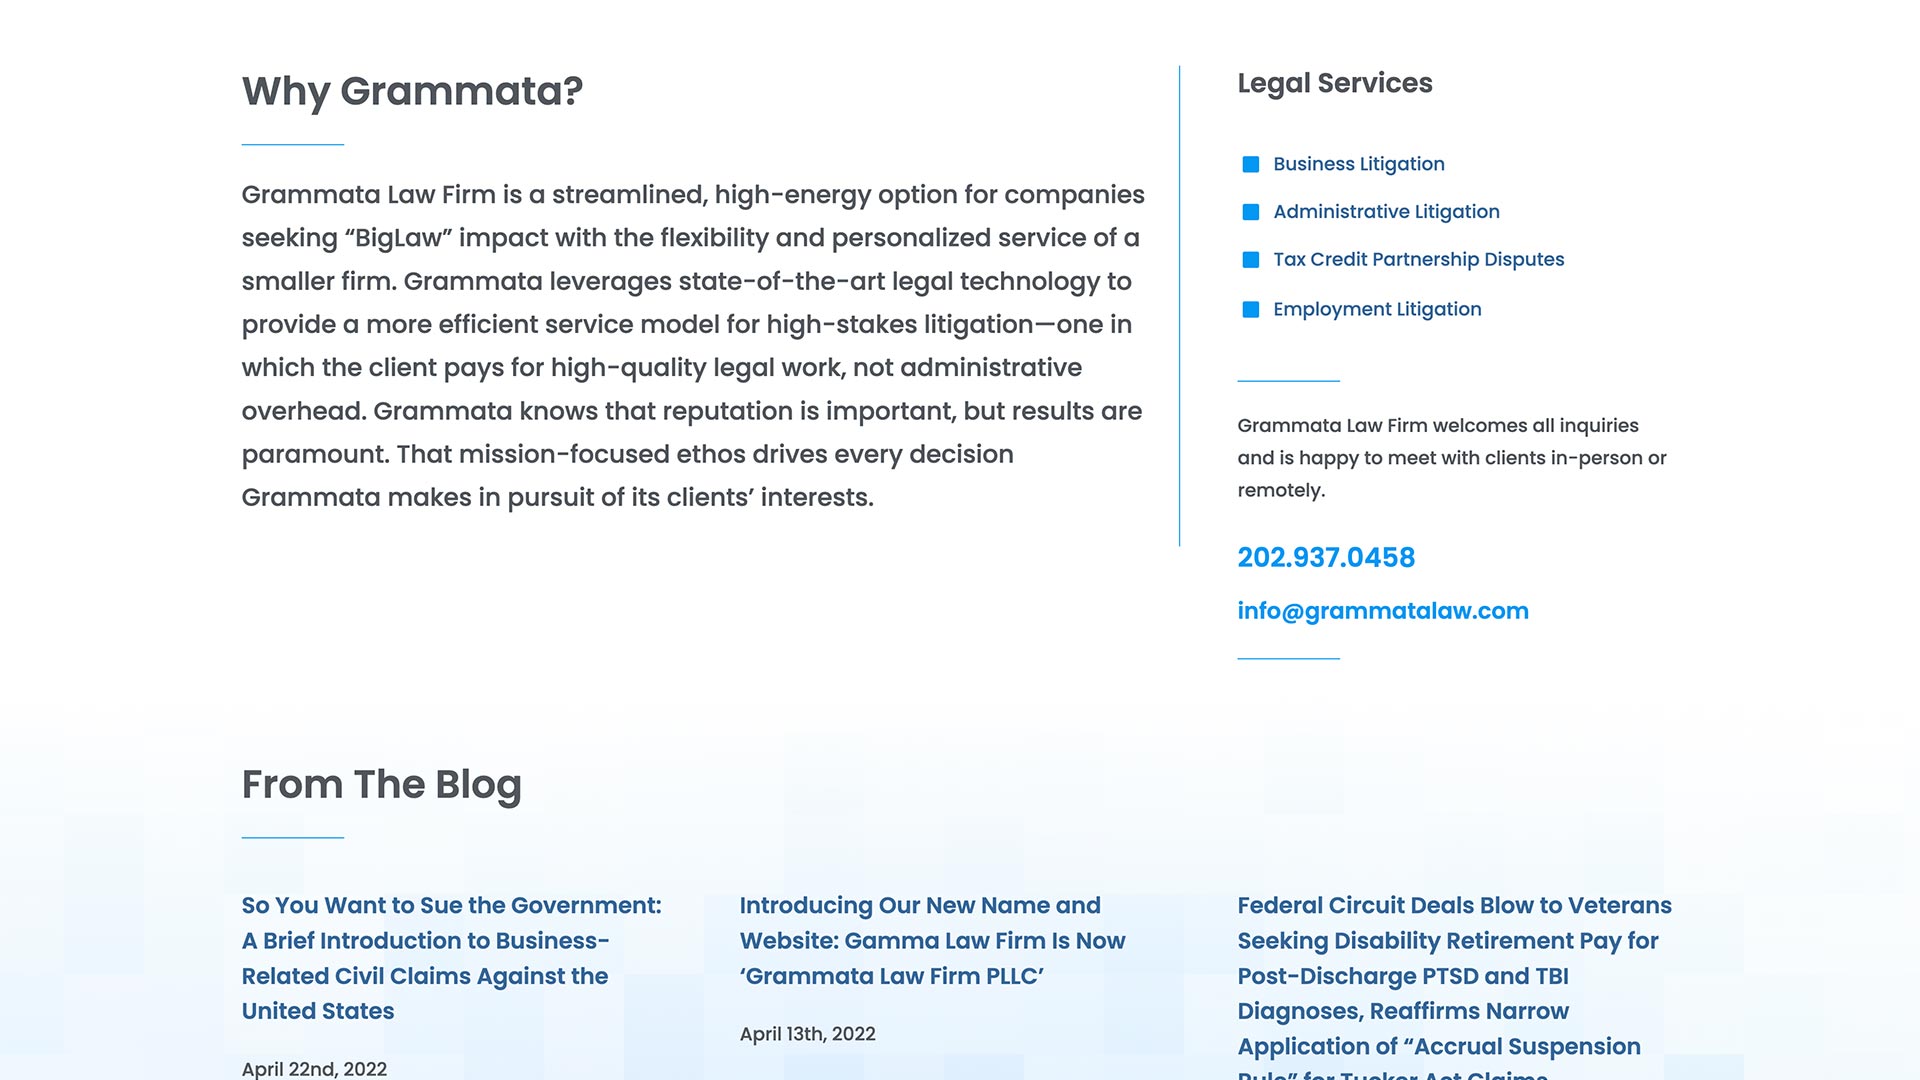 Why Grammata?
Grammata Law Firm is a streamlined, high-energy option for companies
seeking “BigLaw” impact with the flexibility and personalized service of a
smaller firm. Grammata leverages state-of-the-art legal technology to
provide a more efficient service model for high-stakes litigation—one in
which the client pays for high-quality legal work, not administrative
overhead. Grammata knows that reputation is important, but results are
paramount. That mission-focused ethos drives every decision
Grammata makes in pursuit of its clients’ interests.
Legal Services
Business Litigation
Administrative Litigation
Tax Credit Partnership Disputes
Employment Litigation
Grammata Law Firm welcomes all inquiries
and is happy to meet with clients in-person or
remotely.
202.937.0458
info@grammatalaw.com
From The Blog
So You Want to Sue the Government:
A Brief Introduction to Business-
Related Civil Claims Against the
United States
April 22nd, 2022
Introducing Our New Name and
Website: Gamma Law Firm Is Now
‘Grammata Law Firm PLLC’
April 13th, 2022
Federal Circuit Deals Blow to Veterans
Seeking Disability Retirement Pay for
Post-Discharge PTSD and TBI
Diagnoses, Reaffirms Narrow
Application of “Accrual Suspension
Rule” for Tucker Act Claims